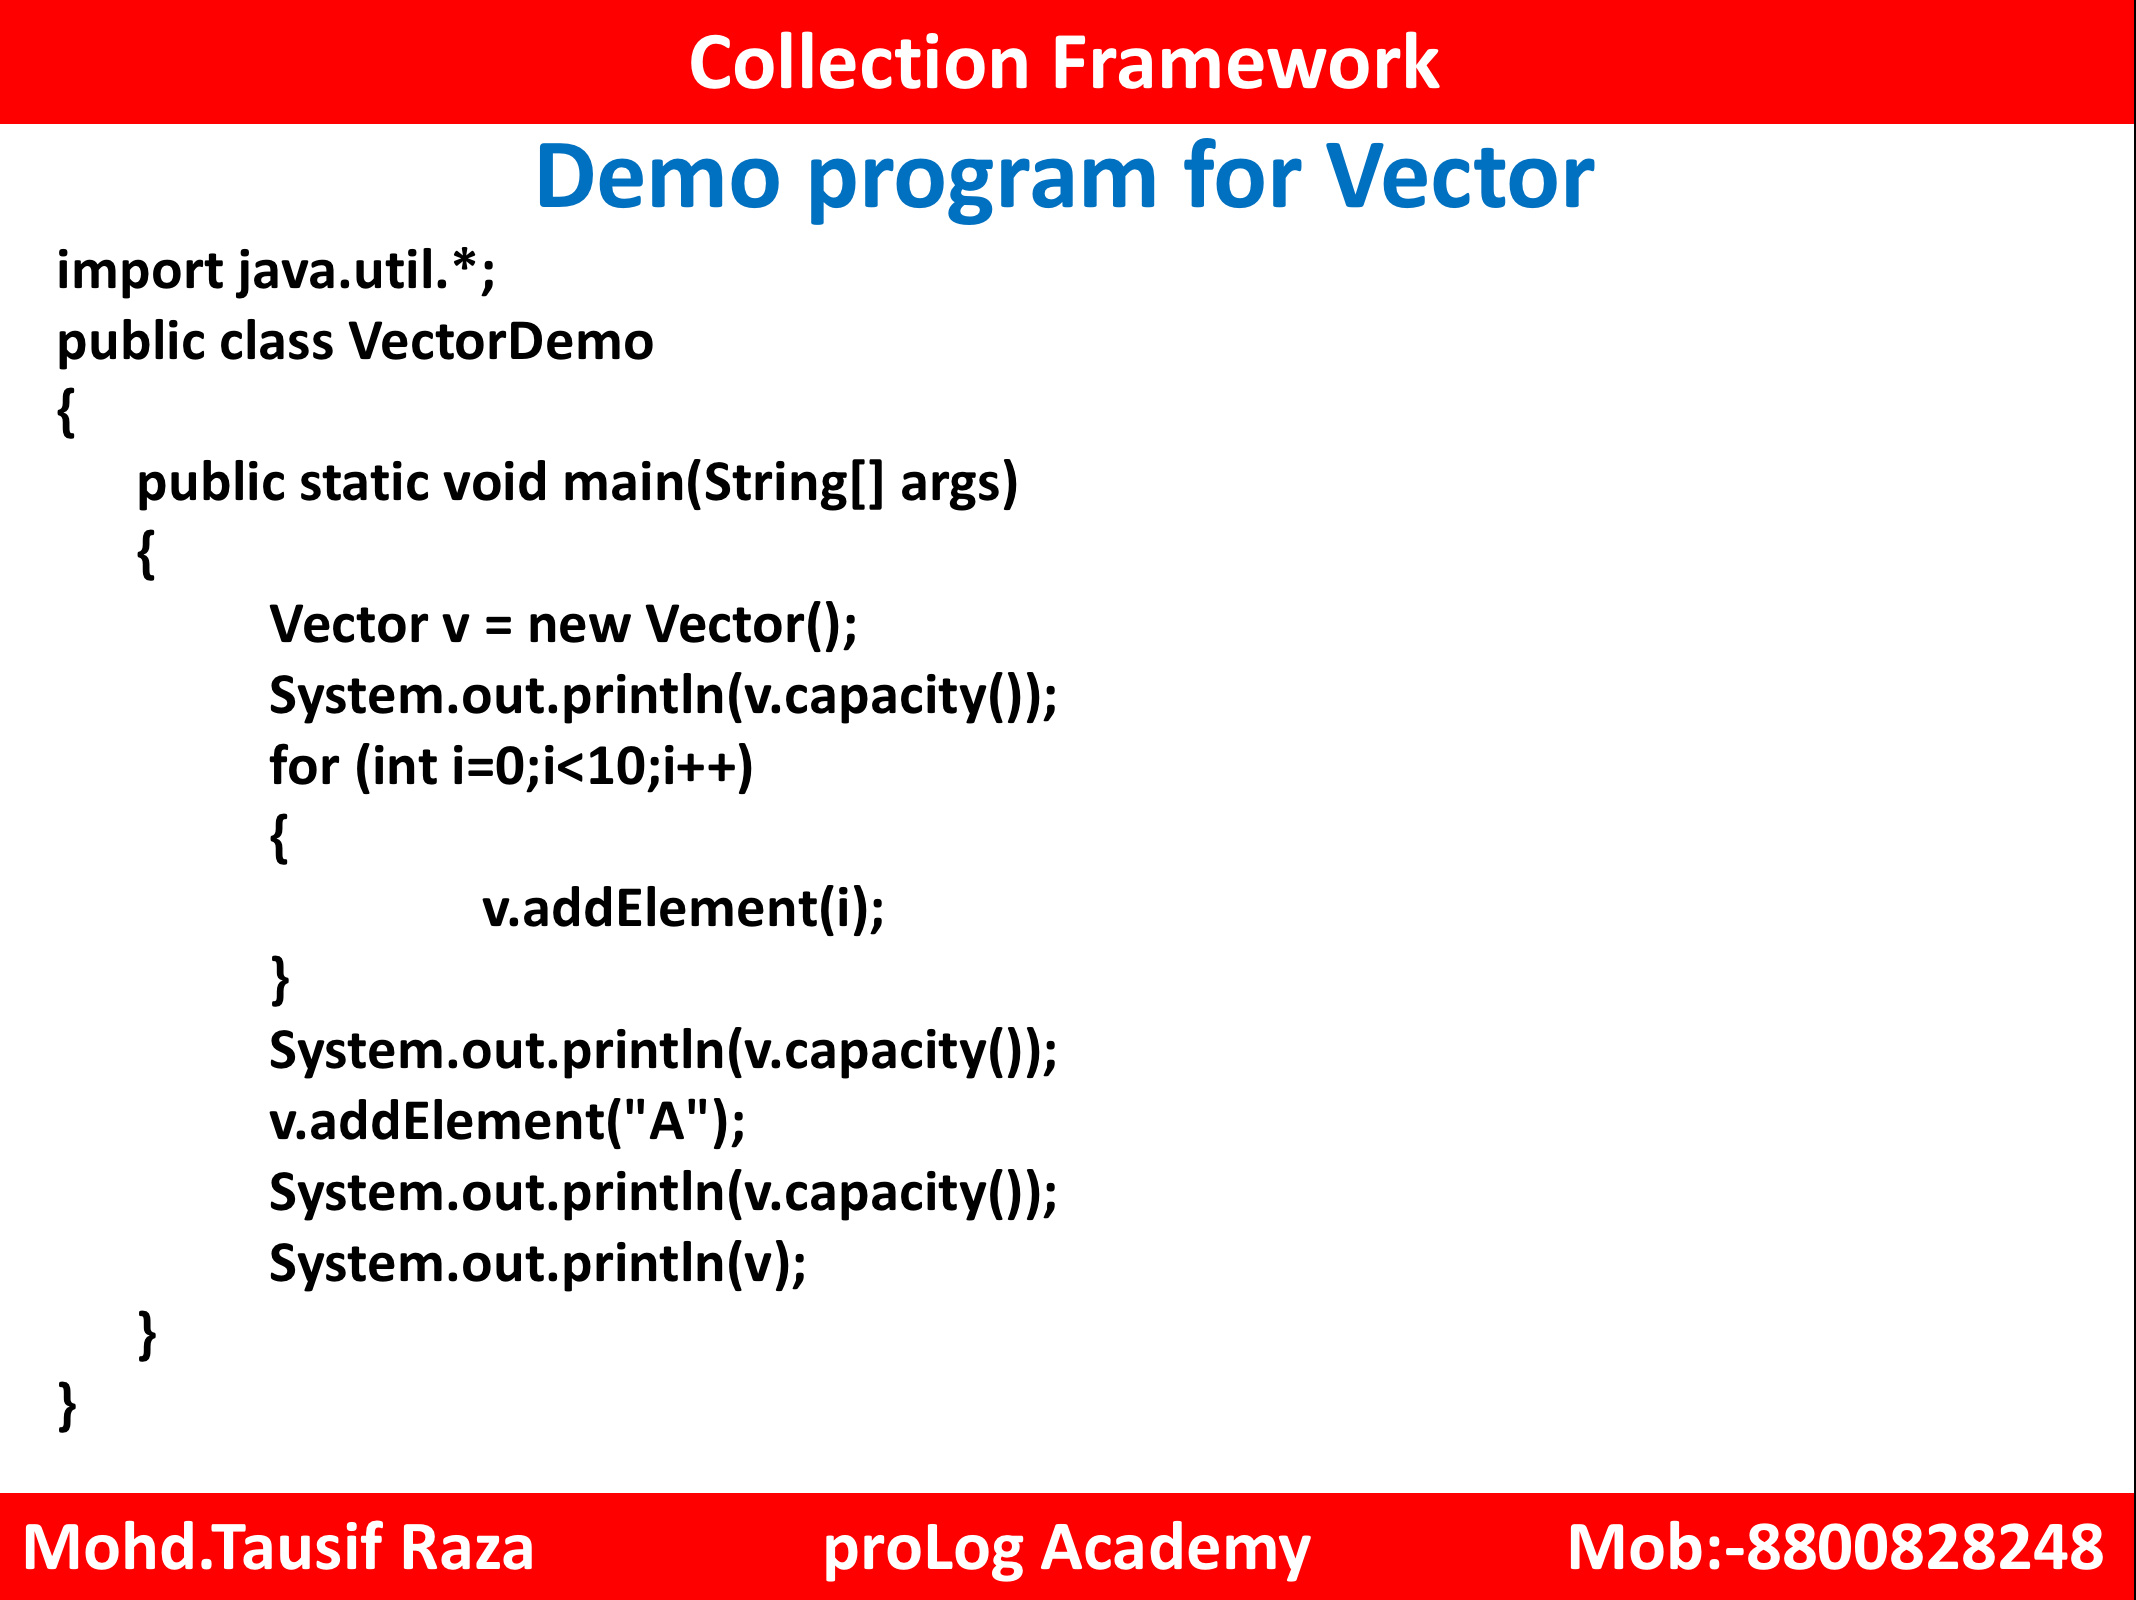 Collection Framework
Demo program for Vector
import java.util.*;
public class VectorDemo
{
public static void main(String[] args)
{
Vector v = new Vector();
System.out.println(v.capacity());
for (int i=0;i<10;i++)
{
v.addElement(i);
}
System.out.println(v.capacity());
v.addElement("A");
System.out.println(v.capacity());
System.out.println(v);
}
}
Mohd.Tausif Raza proLog Academy Mob:-8800828248